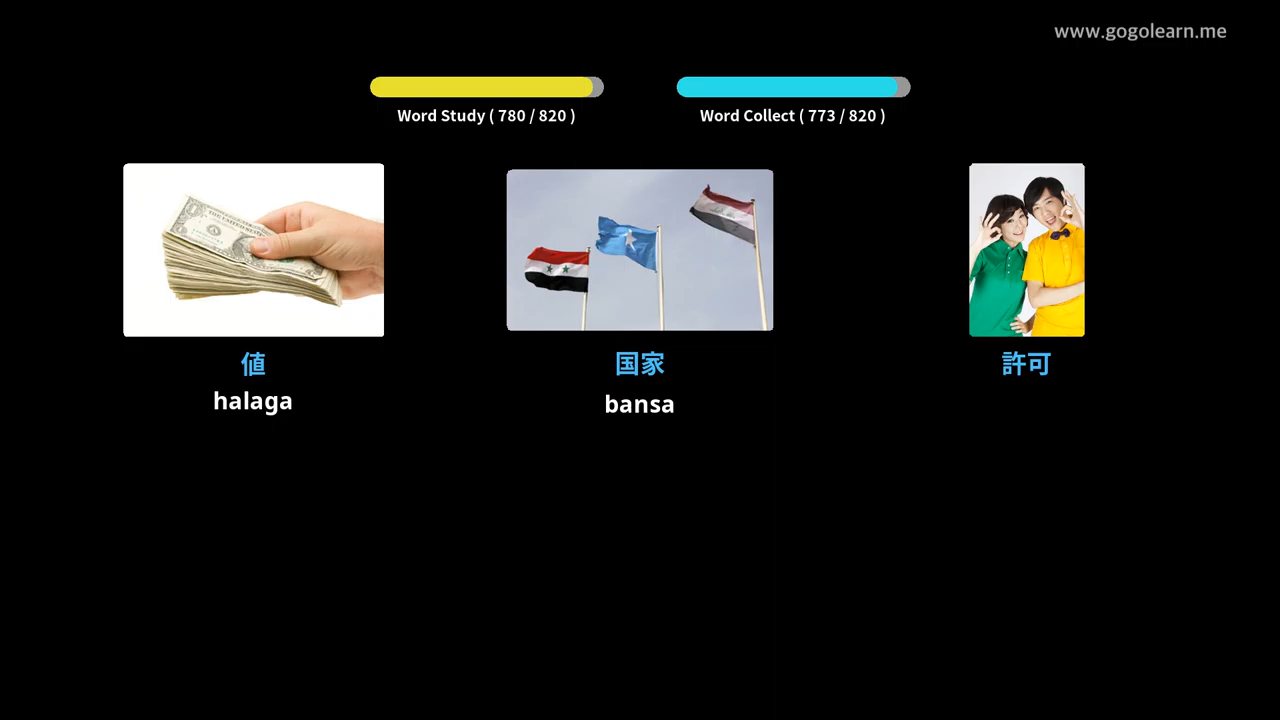 www.gogolearn.me
Word Study ( 780 / 820 )
Word Collect ( 773 / 820 )
値
国家
許可
halaga
bansa